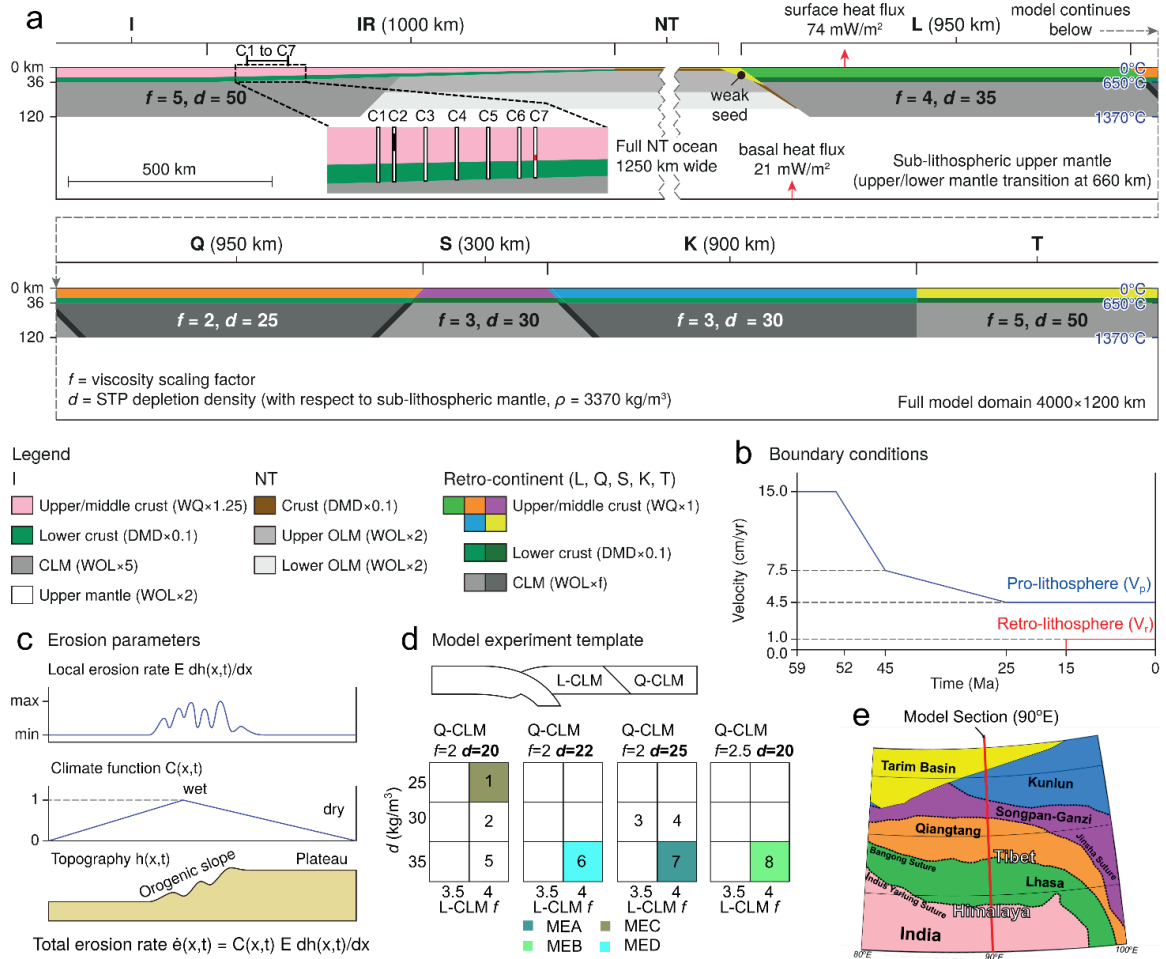 a
I
IR (1000 km)
NT
surface heat flux
74 mW/m²
L (950 km)
model continues
below
C1 to C7
0 km
36
120
f = 5, d = 50
weak
seed
f = 4, d = 35
0°C
650°C
1370°C
C1 C2 C3 C4 C5 C6 C7
Full NT ocean
1250 km wide
basal heat flux
21 mW/m²
Sub-lithospheric upper mantle
(upper/lower mantle transition at 660 km)
500 km
Q (950 km)
S (300 km)
K (900 km)
T
0 km
36
120
f = 2, d = 25
f = 3, d = 30
f = 3, d = 30
f = 5, d = 50
0°C
650°C
1370°C
f = viscosity scaling factor
d = STP depletion density (with respect to sub-lithospheric mantle, ρ = 3370 kg/m³)
Full model domain 4000×1200 km
Legend
I
Upper/middle crust (WQ×1.25)
Lower crust (DMD×0.1)
CLM (WOL×5)
Upper mantle (WOL×2)
NT
Crust (DMD×0.1)
Upper OLM (WOL×2)
Lower OLM (WOL×2)
Retro-continent (L, Q, S, K, T)
Upper/middle crust (WQ×1)
Lower crust (DMD×0.1)
CLM (WOL×f)
b Boundary conditions
Velocity (cm/yr)
15.0
7.5
4.5
1.0
0.0
Pro-lithosphere (Vp)
Retro-lithosphere (Vr)
59 52 45 25 15 0
Time (Ma)
c Erosion parameters
Local erosion rate E dh(x,t)/dx
max
min
Climate function C(x,t)
wet
1
dry
0
Topography h(x,t)
Orogenic slope
Plateau
Total erosion rate ė(x,t) = C(x,t) E dh(x,t)/dx
d Model experiment template
L-CLM
Q-CLM
Q-CLM
f=2 d=20
Q-CLM
f=2 d=22
Q-CLM
f=2 d=25
Q-CLM
f=2.5 d=20
d (kg/m³)
25
30
35
1
2
3 4
5
6
7
8
3.5 4
L-CLM f
3.5 4
L-CLM f
3.5 4
L-CLM f
3.5 4
L-CLM f
MEA
MEC
MEB
MED
e
Model Section (90°E)
Tarim Basin
Kunlun
Songpan-Ganzi
Qiangtang
Jinsha Suture
Bangong Suture
Tibet
Lhasa
Indus Yarlung Suture
Himalaya
India
80°E
90°E
100°E